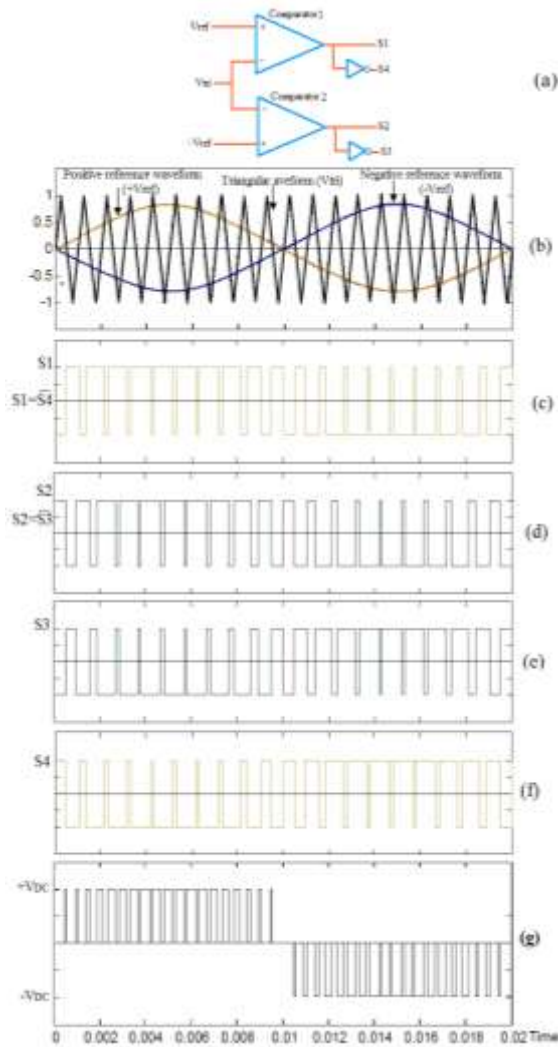 Comparator 1
Vref
+
-
S1
S4
Vtri
(a)
Comparator 2
-
+
-Vref
S2
S3
Positive reference waveform
(+Vref)
Negative reference waveform
(-Vref)
1
0.5
0
-0.5
-1
(b)
S1
S1=S4
(c)
S2
S2=S3
(d)
S3
(e)
S4
(f)
+VDC
-VDC
(g)
0 0.002 0.004 0.006 0.008 0.01 0.012 0.014 0.016 0.018 0.02 Time